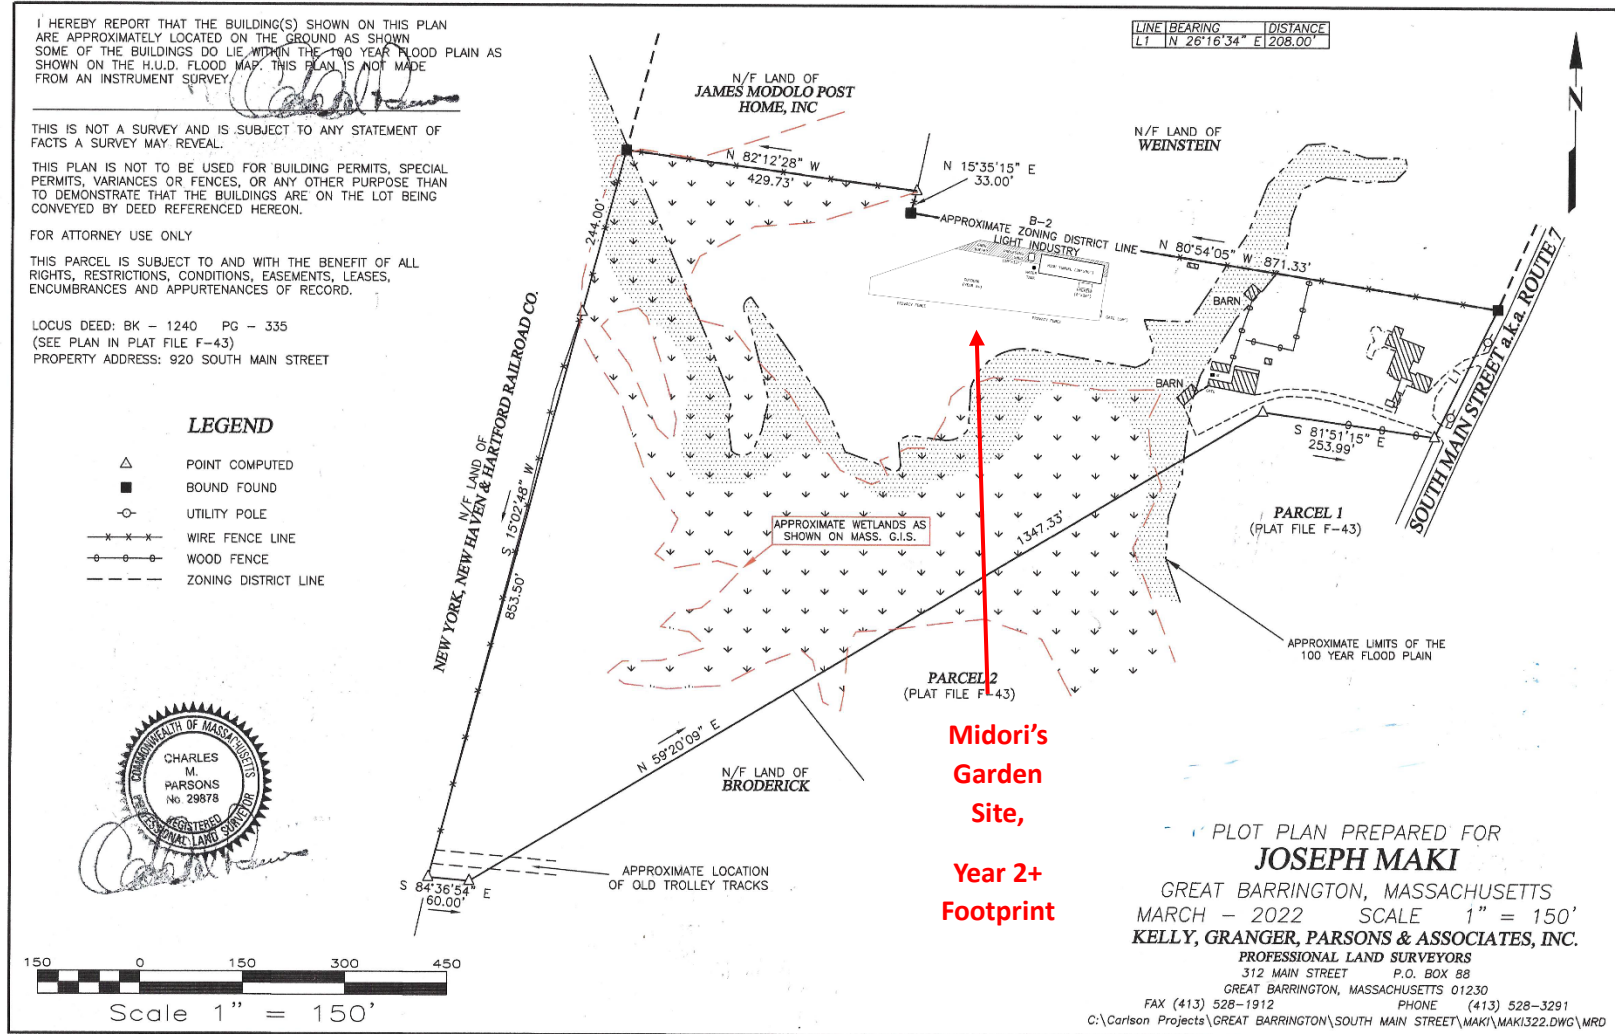 I HEREBY REPORT THAT THE BUILDING(S) SHOWN ON THIS PLAN
ARE APPROXIMATELY LOCATED ON THE GROUND AS SHOWN
SOME OF THE BUILDINGS DO LIE WITHIN THE 100 YEAR FLOOD PLAIN AS
SHOWN ON THE H.U.D. FLOOD MAP. THIS PLAN IS NOT MADE
FROM AN INSTRUMENT SURVEY.
THIS IS NOT A SURVEY AND IS SUBJECT TO ANY STATEMENT OF
FACTS A SURVEY MAY REVEAL.
THIS PLAN IS NOT TO BE USED FOR BUILDING PERMITS, SPECIAL
PERMITS, VARIANCES OR FENCES, OR ANY OTHER PURPOSE THAN
TO DEMONSTRATE THAT THE BUILDINGS ARE ON THE LOT BEING
CONVEYED BY DEED REFERENCED HEREON.
FOR ATTORNEY USE ONLY
THIS PARCEL IS SUBJECT TO AND WITH THE BENEFIT OF ALL
RIGHTS, RESTRICTIONS, CONDITIONS, EASEMENTS, LEASES,
ENCUMBRANCES AND APPURTENANCES OF RECORD.
LOCUS DEED: BK - 1240 PG - 335
(SEE PLAN IN PLAT FILE F-43)
PROPERTY ADDRESS: 920 SOUTH MAIN STREET
LEGEND
POINT COMPUTED
BOUND FOUND
UTILITY POLE
WIRE FENCE LINE
WOOD FENCE
ZONING DISTRICT LINE
COMMONWEALTH OF MASSACHUSETTS
CHARLES
M.
PARSONS
No. 29878
REGISTERED
PROFESSIONAL LAND SURVEYOR
LINE BEARING DISTANCE
L1 N 26°16'34" E 208.00'
N
N/F LAND OF
JAMES MODOLO POST
HOME, INC
N/F LAND OF
WEINSTEIN
N 82°12'28" W
429.73'
N 15°35'15" E
33.00'
B-2
APPROXIMATE ZONING DISTRICT LINE
LIGHT INDUSTRY
N 80°54'05" W 871.33'
244.00'
BARN
BARN
S 81°51'15" E
253.99'
SOUTH MAIN STREET a.k.a. ROUTE 7
PARCEL 1
(PLAT FILE F-43)
N/F LAND OF
NEW YORK, NEW HAVEN & HARTFORD RAILROAD CO.
S 15°02'48" W
853.50'
APPROXIMATE WETLANDS AS
SHOWN ON MASS. G.I.S.
1347.33'
APPROXIMATE LIMITS OF THE
100 YEAR FLOOD PLAIN
PARCEL 2
(PLAT FILE F-43)
N 59°20'09" E
N/F LAND OF
BRODERICK
Midori's
Garden
Site,
Year 2+
Footprint
APPROXIMATE LOCATION
OF OLD TROLLEY TRACKS
S 84°36'54" E
60.00'
150 0 150 300 450
Scale 1" = 150'
PLOT PLAN PREPARED FOR
JOSEPH MAKI
GREAT BARRINGTON, MASSACHUSETTS
MARCH - 2022 SCALE 1" = 150'
KELLY, GRANGER, PARSONS & ASSOCIATES, INC.
PROFESSIONAL LAND SURVEYORS
312 MAIN STREET P.O. BOX 88
GREAT BARRINGTON, MASSACHUSETTS 01230
FAX (413) 528-1912 PHONE (413) 528-3291
C:\Carlson Projects\GREAT BARRINGTON\SOUTH MAIN STREET\MAKI\MAKI322.DWG\MRD